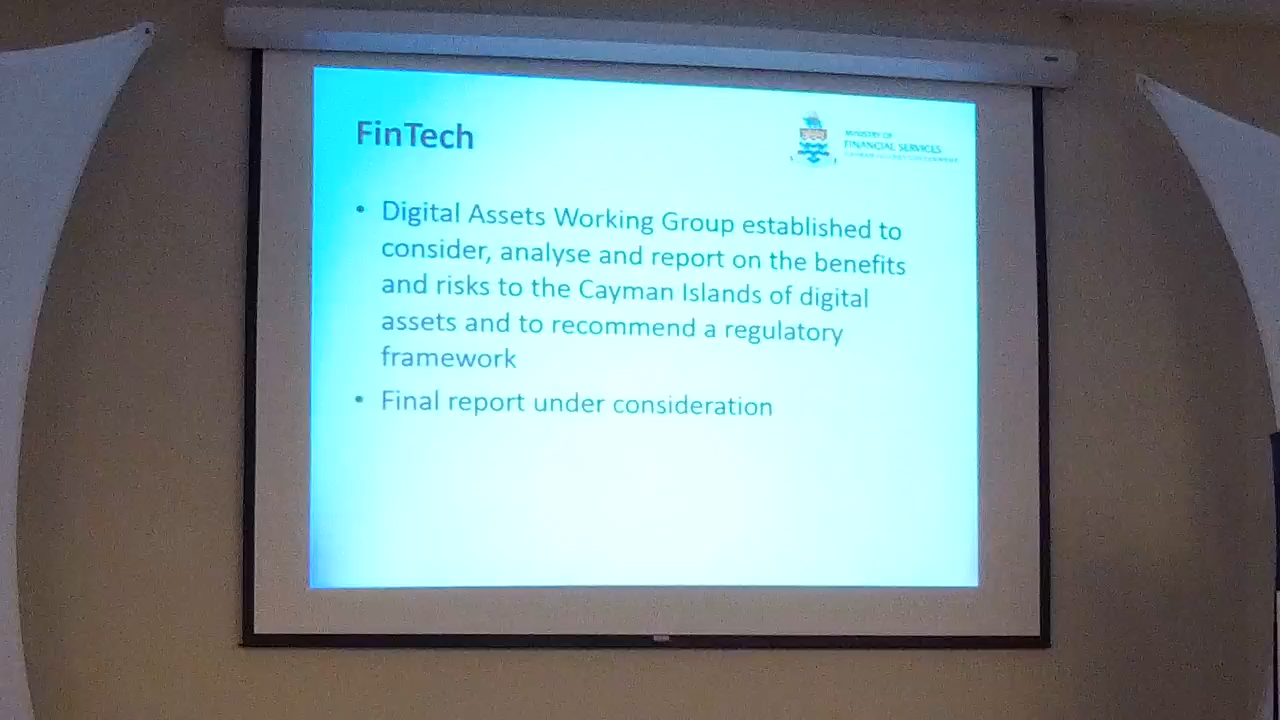 FinTech
MINISTRY OF
FINANCIAL SERVICES
• Digital Assets Working Group established to
consider, analyse and report on the benefits
and risks to the Cayman Islands of digital
assets and to recommend a regulatory
framework
• Final report under consideration